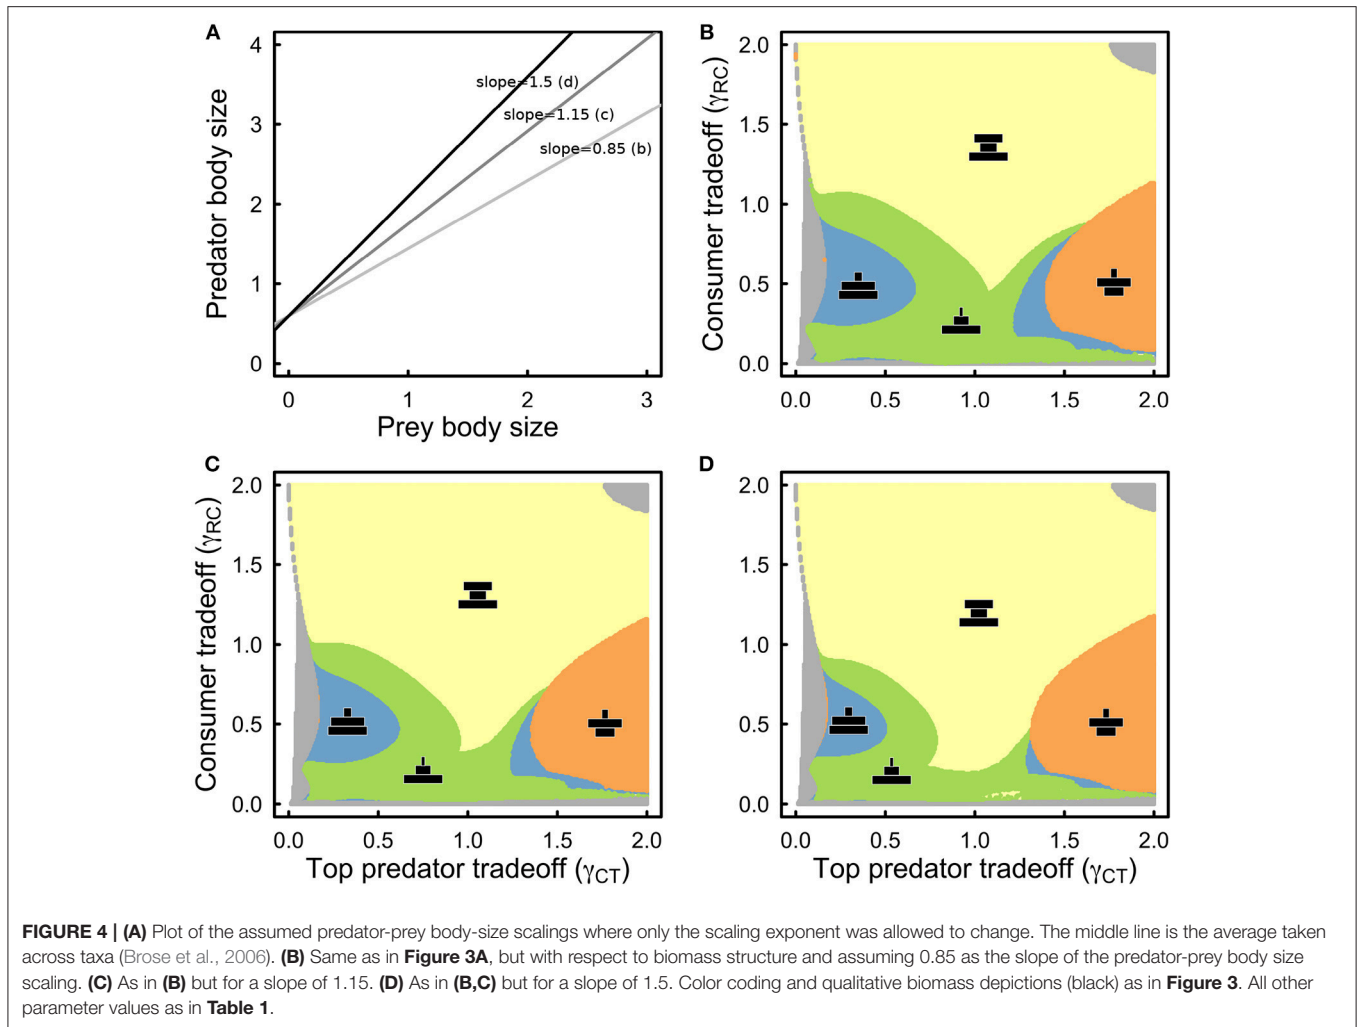 A
4
3
2
1
0
0
1
2
3
Predator body size
Prey body size
slope=1.5 (d)
slope=1.15 (c)
slope=0.85 (b)
B
2.0
1.5
1.0
0.5
0.0
0.0
0.5
1.0
1.5
2.0
Consumer tradeoff (γRC)
C
2.0
1.5
1.0
0.5
0.0
0.0
0.5
1.0
1.5
2.0
Consumer tradeoff (γRC)
Top predator tradeoff (γCT)
D
2.0
1.5
1.0
0.5
0.0
0.0
0.5
1.0
1.5
2.0
Top predator tradeoff (γCT)
FIGURE 4 | (A) Plot of the assumed predator-prey body-size scalings where only the scaling exponent was allowed to change. The middle line is the average taken
across taxa (Brose et al., 2006). (B) Same as in Figure 3A, but with respect to biomass structure and assuming 0.85 as the slope of the predator-prey body size
scaling. (C) As in (B) but for a slope of 1.15. (D) As in (B,C) but for a slope of 1.5. Color coding and qualitative biomass depictions (black) as in Figure 3. All other
parameter values as in Table 1.